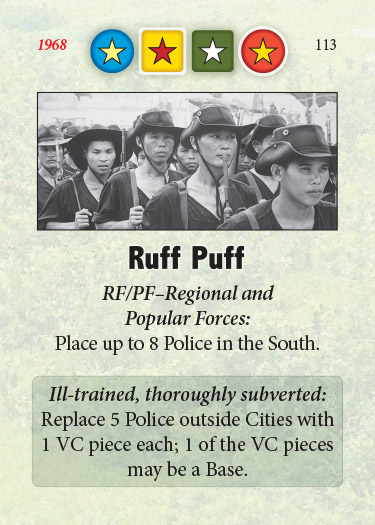 1968 113
Ruff Puff
RF/PF–Regional and
Popular Forces:
Place up to 8 Police in the South.
Ill-trained, thoroughly subverted:
Replace 5 Police outside Cities with
1 VC piece each; 1 of the VC pieces
may be a Base.